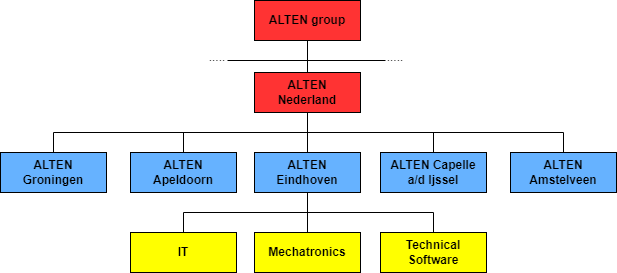 ALTEN group
..... .....
ALTEN
Nederland
ALTEN
Groningen
ALTEN
Apeldoorn
ALTEN
Eindhoven
ALTEN Capelle
a/d Ijssel
ALTEN
Amstelveen
IT
Mechatronics
Technical
Software